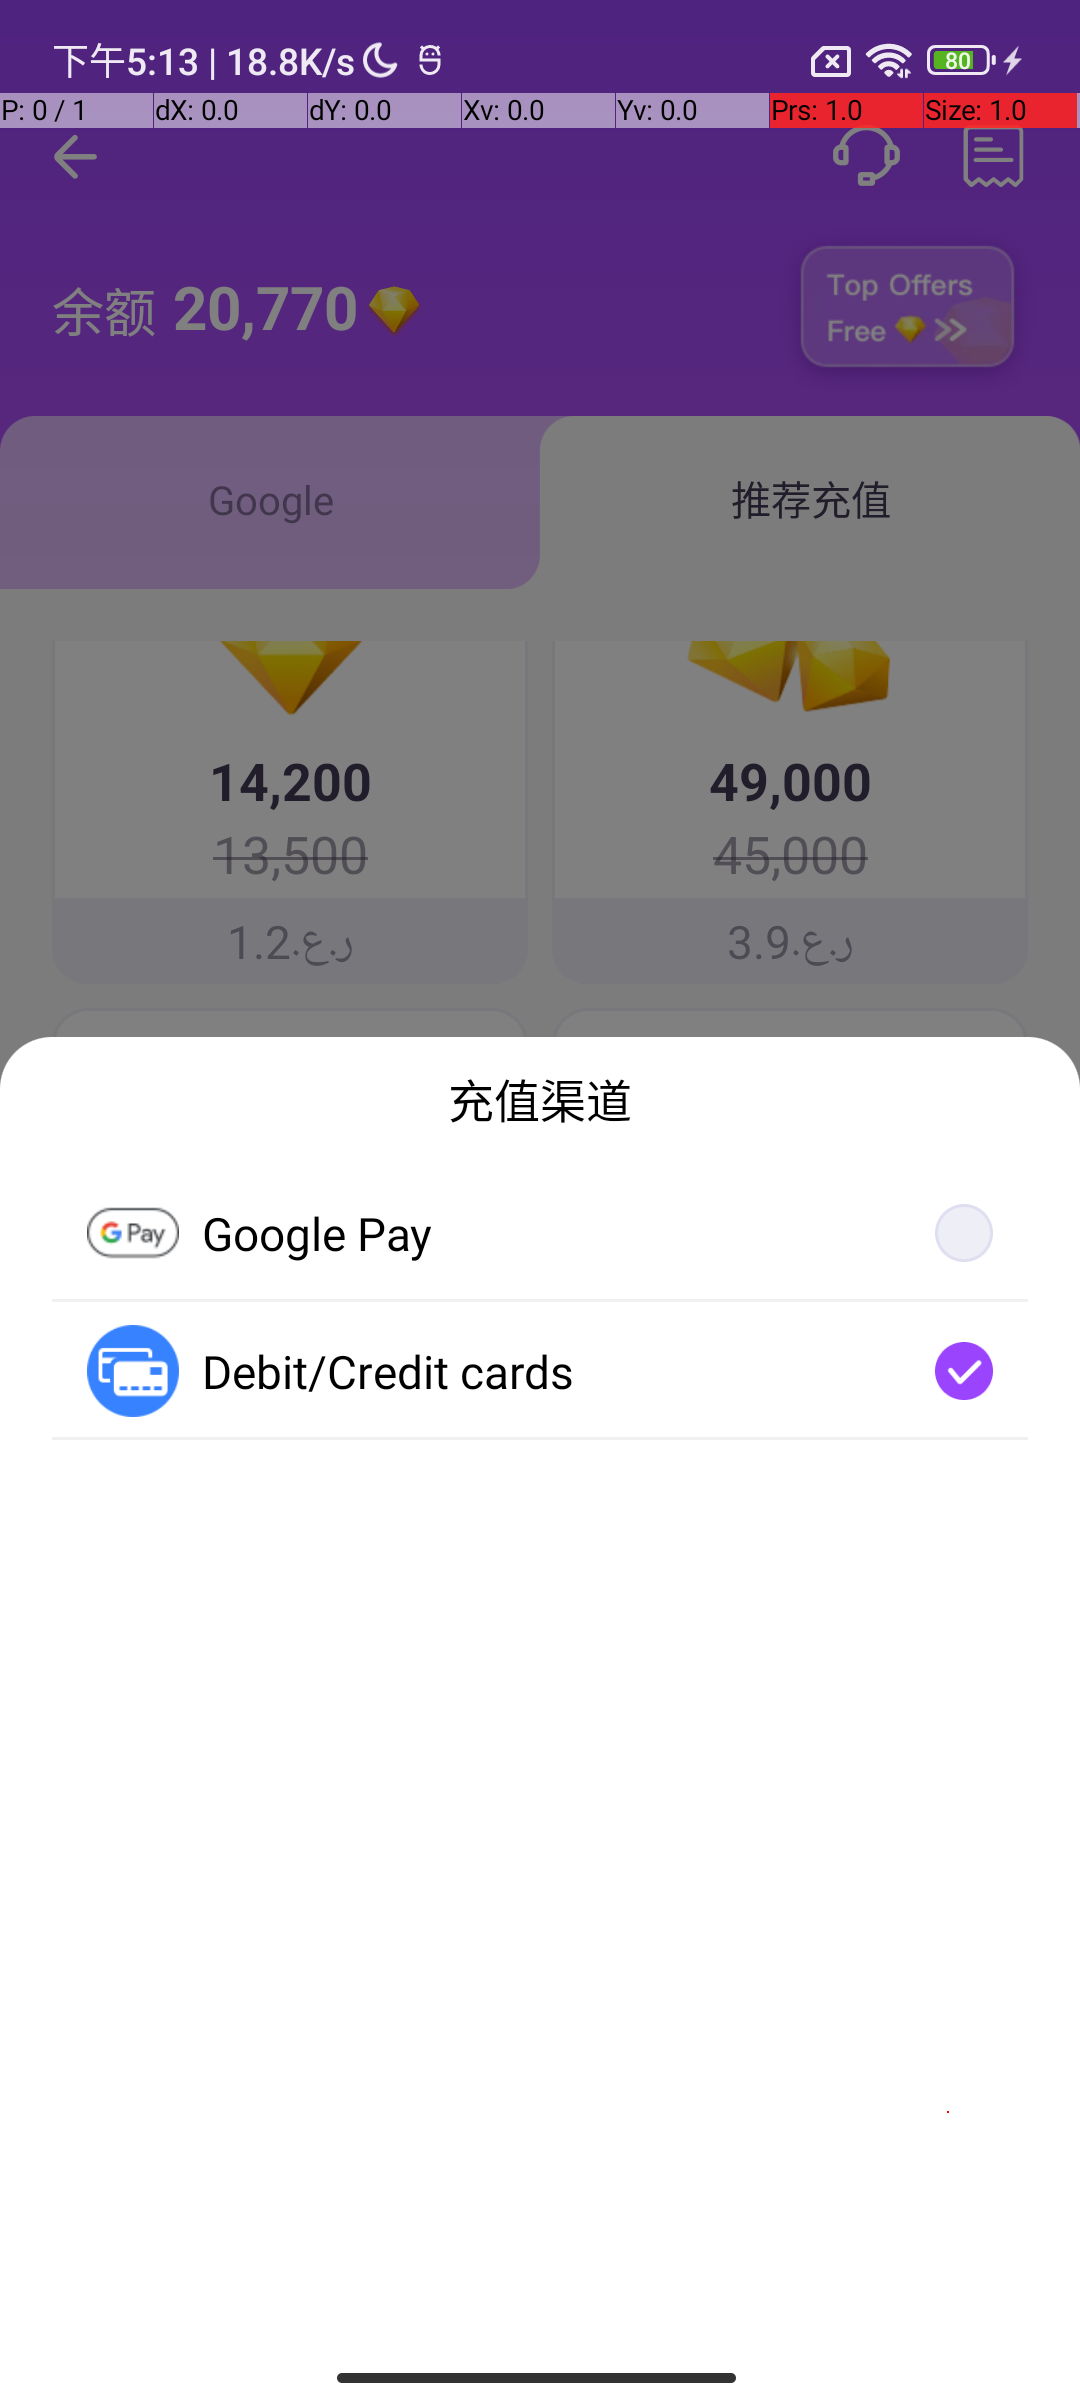 下午5:13 | 18.8K/s
80
P: 0 / 1 dX: 0.0 dY: 0.0 Xv: 0.0 Yv: 0.0 Prs: 1.0 Size: 1.0
余额 20,770
Top Offers
Free
Google
推荐充值
14,200
13,500
ر.ع.1.2
49,000
45,000
ر.ع.3.9
充值渠道
G Pay Google Pay
Debit/Credit cards